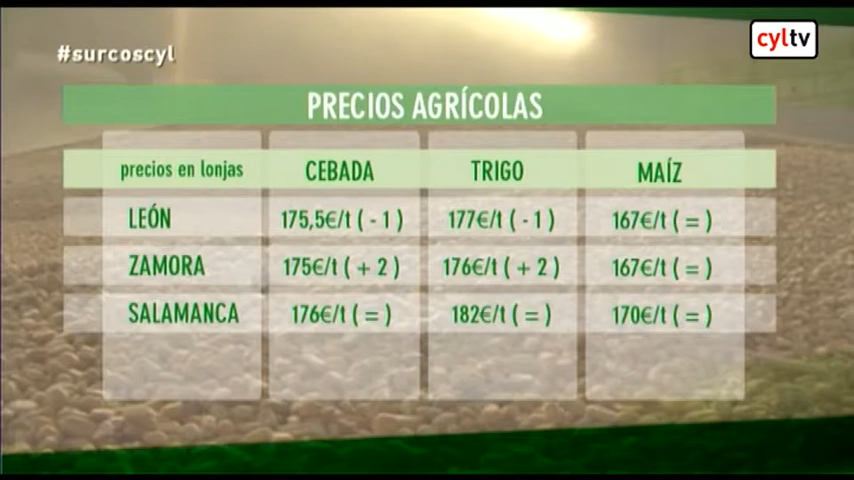 #surcoscyl
cyltv
PRECIOS AGRÍCOLAS
precios en lonjas CEBADA TRIGO MAÍZ
LEÓN 175,5€/t ( - 1 ) 177€/t ( - 1 ) 167€/t ( = )
ZAMORA 175€/t ( + 2 ) 176€/t ( + 2 ) 167€/t ( = )
SALAMANCA 176€/t ( = ) 182€/t ( = ) 170€/t ( = )